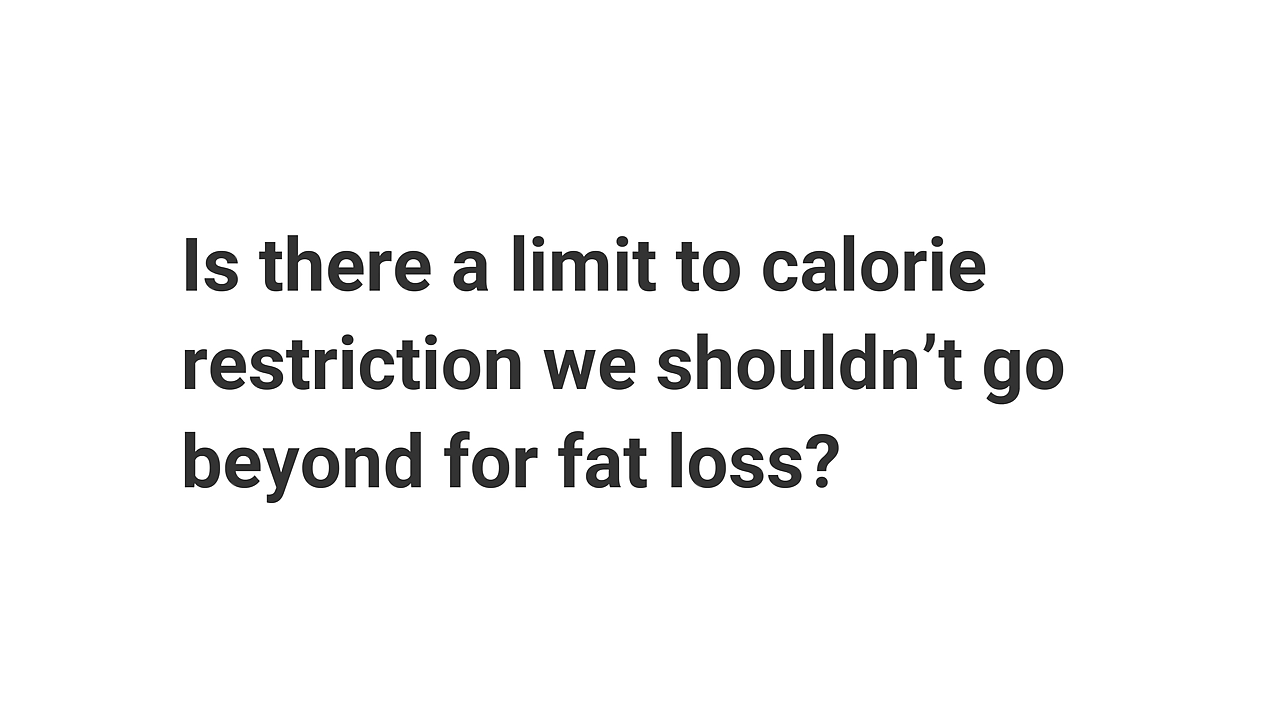 Is there a limit to calorie
restriction we shouldn’t go
beyond for fat loss?